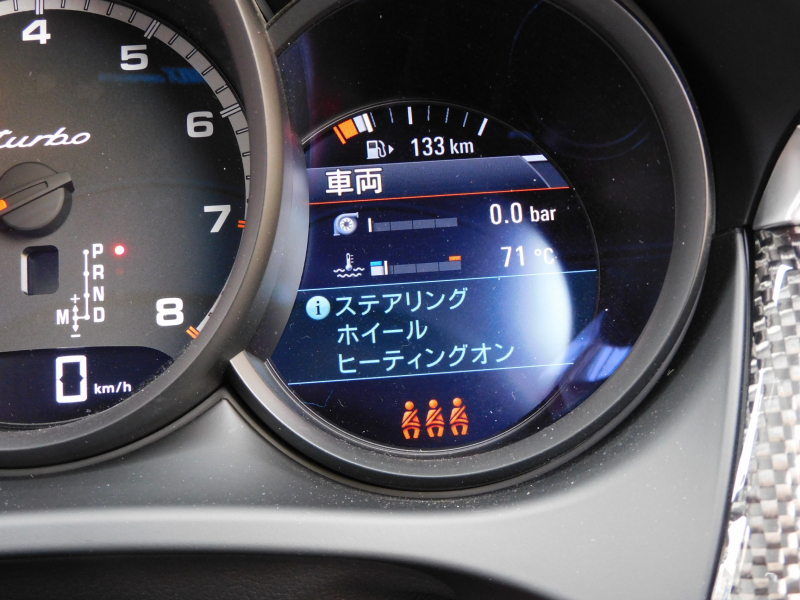 4
5
6
7
8
turbo
P
R
N
M + - D
0 km/h
133 km
車両
0.0 bar
71 °C
i ステアリング
ホイール
ヒーティングオン